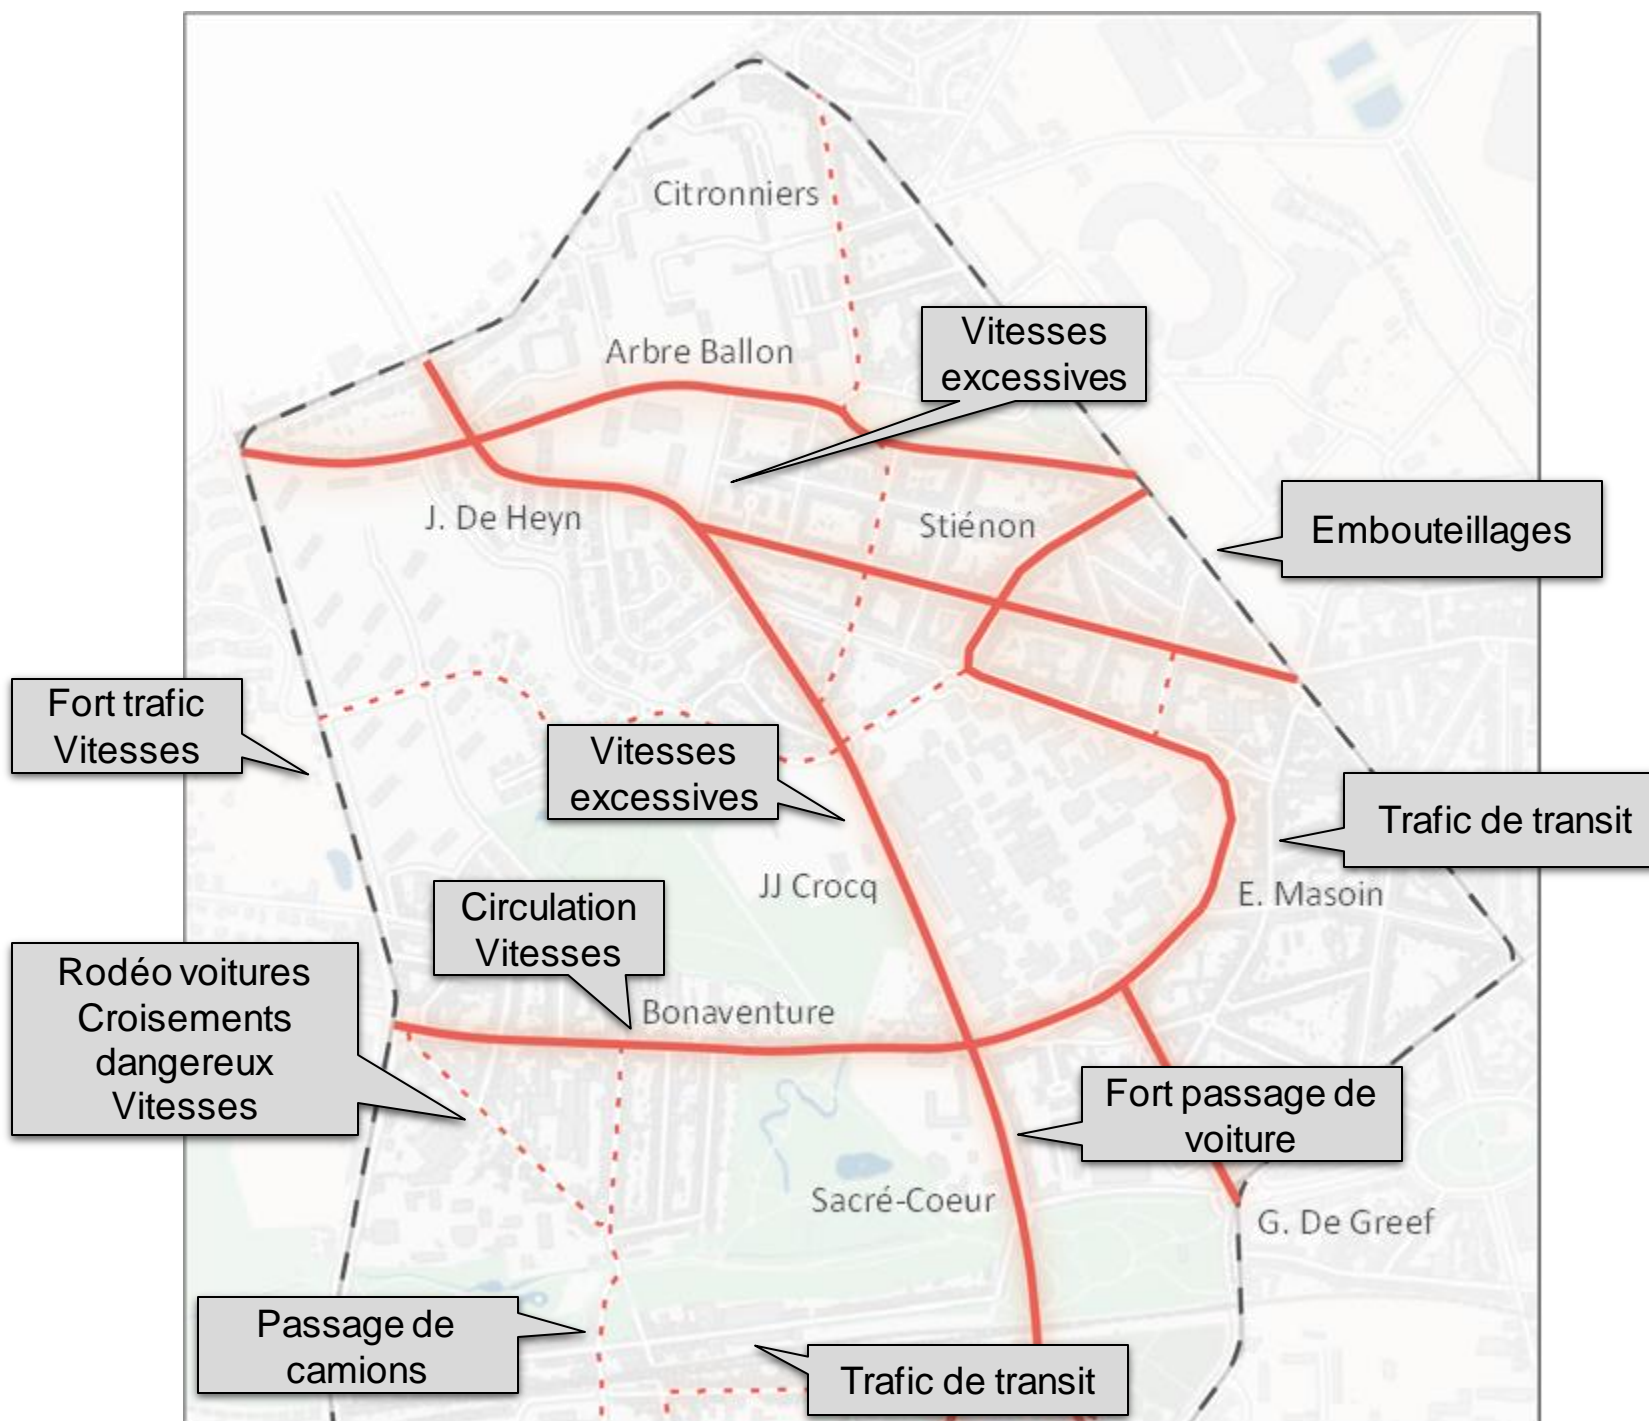 Citronniers
Arbre Ballon
Vitesses
excessives
J. De Heyn
Stiénon
Embouteillages
Fort trafic
Vitesses
Vitesses
excessives
Trafic de transit
JJ Crocq
E. Masoin
Circulation
Vitesses
Rodéo voitures
Croisements
dangereux
Vitesses
Bonaventure
Fort passage de
voiture
Sacré-Coeur
G. De Greef
Passage de
camions
Trafic de transit